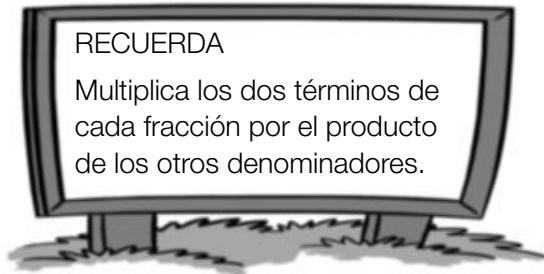 RECUERDA
Multiplica los dos términos de
cada fracción por el producto
de los otros denominadores.